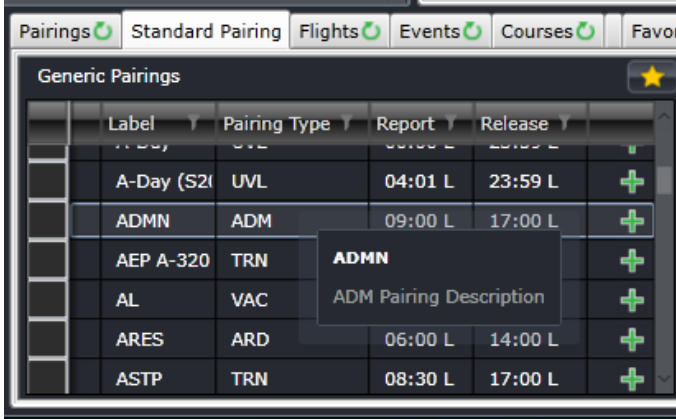 Pairings Standard Pairing Flights Events Courses Favo
Generic Pairings
Label Pairing Type Report Release
A-Day (S20 UVL 04:01 L 23:59 L
ADMN ADM 09:00 L 17:00 L
AEP A-320 TRN
ADMN
AL VAC
ADM Pairing Description
ARES ARD 06:00 L 14:00 L
ASTP TRN 08:30 L 17:00 L